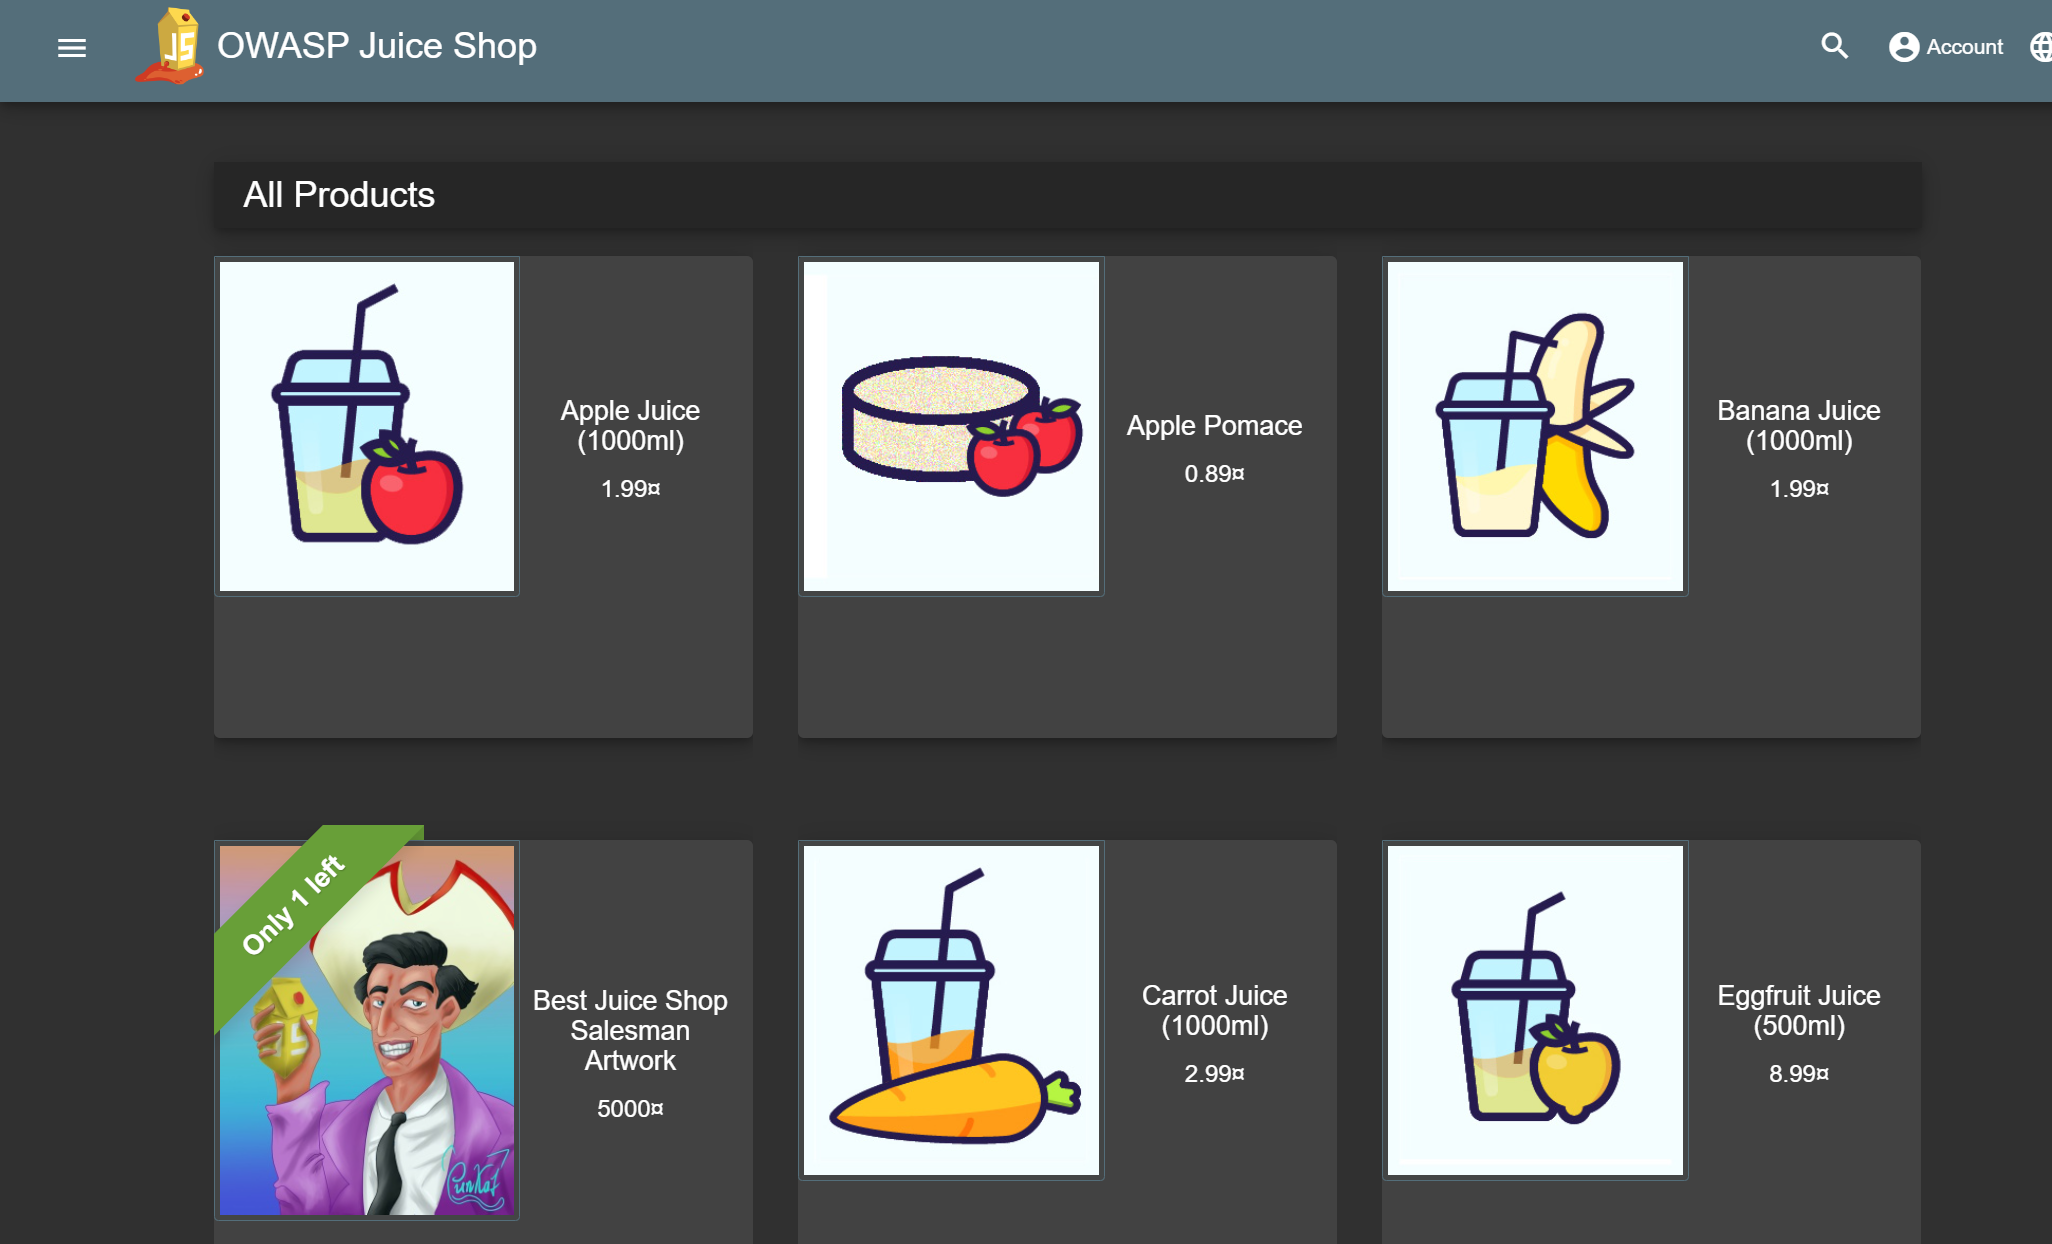 OWASP Juice Shop
Account
All Products
Apple Juice
(1000ml)
1.99¤
Apple Pomace
0.89¤
Banana Juice
(1000ml)
1.99¤
Only 1 left
Best Juice Shop
Salesman
Artwork
5000¤
Carrot Juice
(1000ml)
2.99¤
Eggfruit Juice
(500ml)
8.99¤
JS